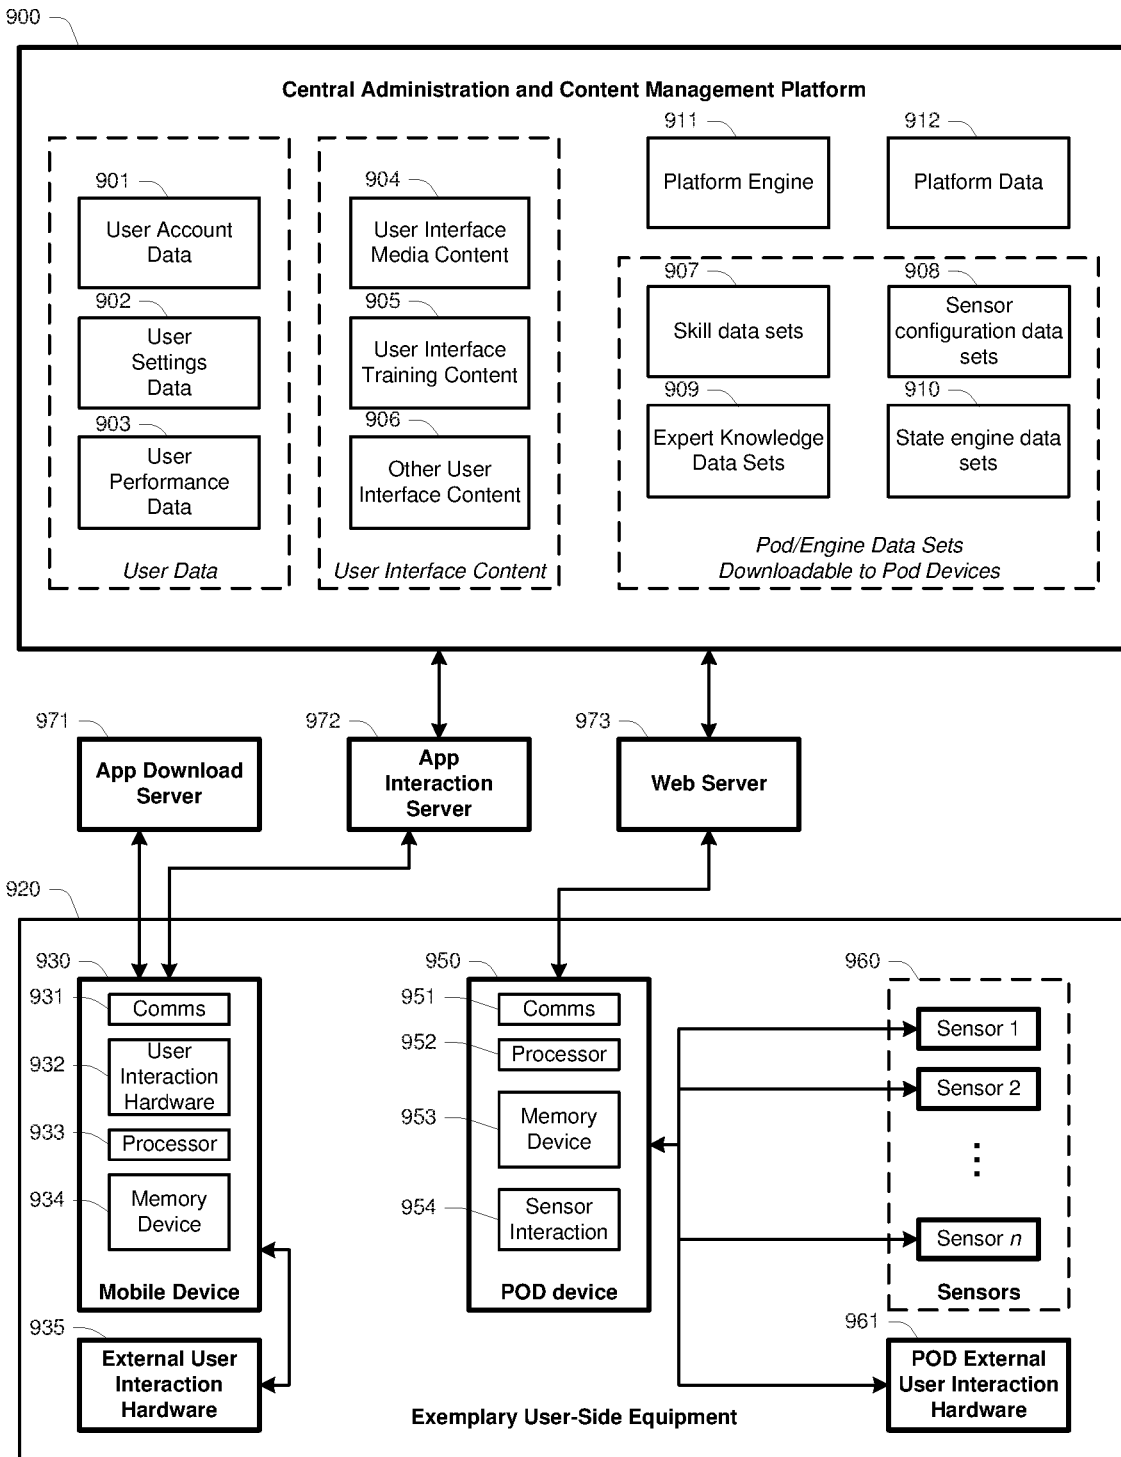 900
Central Administration and Content Management Platform
901
User Account
Data
902
User
Settings
Data
903
User
Performance
Data
User Data
904
User Interface
Media Content
905
User Interface
Training Content
906
Other User
Interface Content
User Interface Content
911
Platform Engine
912
Platform Data
907
Skill data sets
908
Sensor
configuration data
sets
909
Expert Knowledge
Data Sets
910
State engine data
sets
Pod/Engine Data Sets
Downloadable to Pod Devices
971
App Download
Server
972
App
Interaction
Server
973
Web Server
920
930
931
Comms
932
User
Interaction
Hardware
933
Processor
934
Memory
Device
Mobile Device
935
External User
Interaction
Hardware
950
951
Comms
952
Processor
953
Memory
Device
954
Sensor
Interaction
POD device
960
Sensor 1
Sensor 2
Sensor n
Sensors
961
POD External
User Interaction
Hardware
Exemplary User-Side Equipment